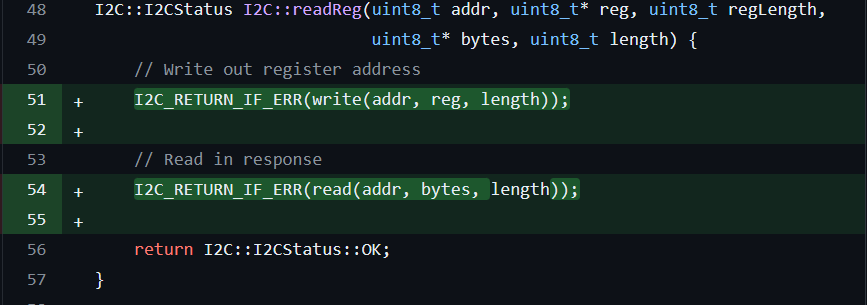 48 I2C::I2CStatus I2C::readReg(uint8_t addr, uint8_t* reg, uint8_t regLength,
49 uint8_t* bytes, uint8_t length) {
50 // Write out register address
51 + I2C_RETURN_IF_ERR(write(addr, reg, length));
52 +
53 // Read in response
54 + I2C_RETURN_IF_ERR(read(addr, bytes, length));
55 +
56 return I2C::I2CStatus::OK;
57 }